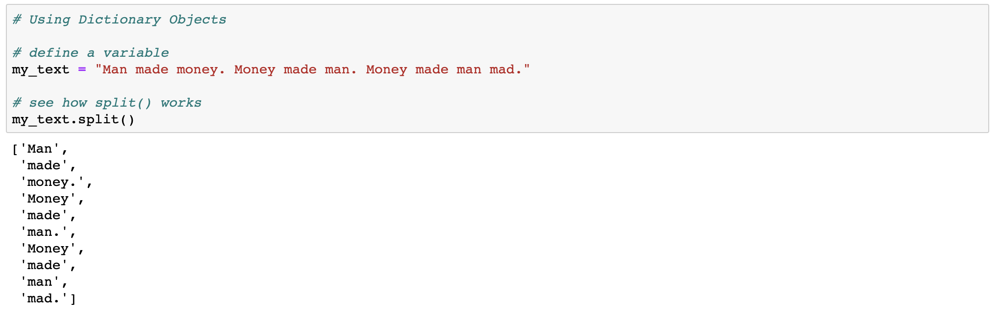 # Using Dictionary Objects
# define a variable
my_text = "Man made money. Money made man. Money made man mad."
# see how split() works
my_text.split()
['Man',
'made',
'money.',
'Money',
'made',
'man.',
'Money',
'made',
'man',
'mad.']